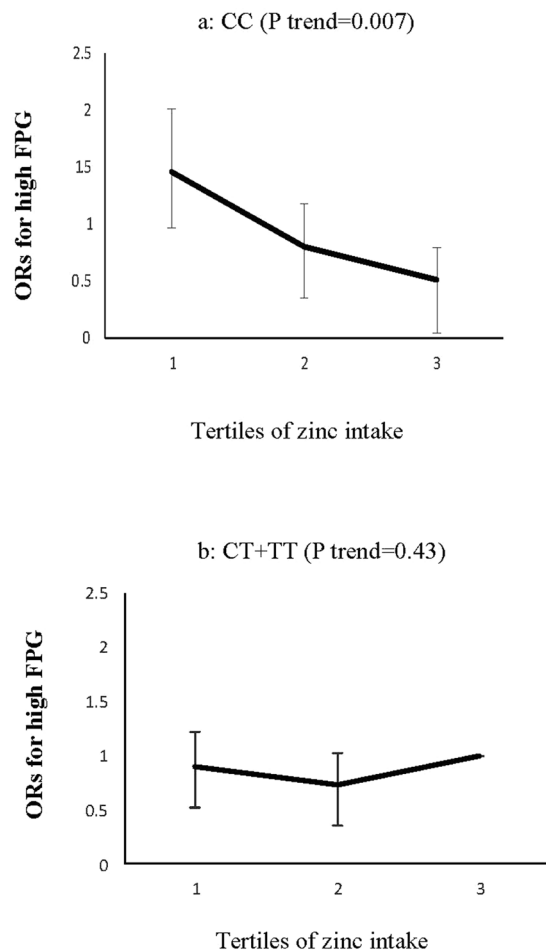 a: CC (P trend=0.007)
2.5
2
1.5
1
0.5
0
ORs for high FPG
1 2 3
Tertiles of zinc intake
b: CT+TT (P trend=0.43)
2.5
2
1.5
1
0.5
0
ORs for high FPG
1 2 3
Tertiles of zinc intake